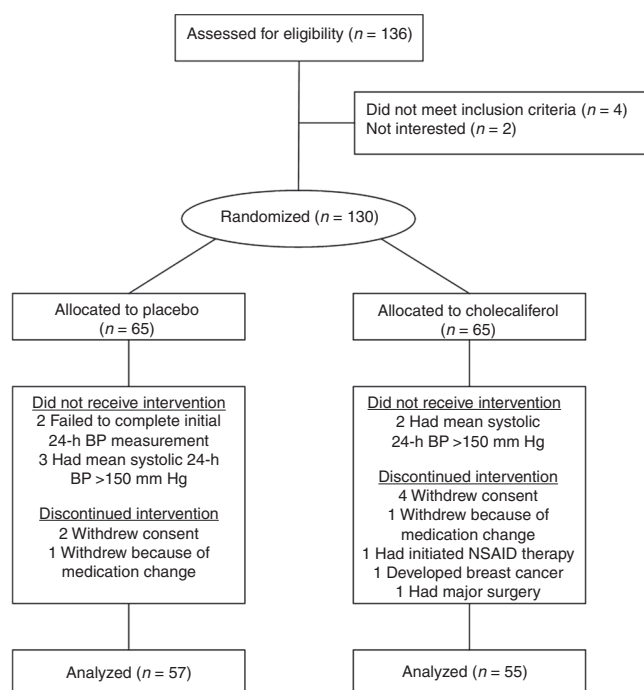 Assessed for eligibility (n = 136)
Did not meet inclusion criteria (n = 4)
Not interested (n = 2)
Randomized (n = 130)
Allocated to placebo
(n = 65)
Allocated to cholecaliferol
(n = 65)
Did not receive intervention
2 Failed to complete initial
24-h BP measurement
3 Had mean systolic 24-h
BP >150 mm Hg
Discontinued intervention
2 Withdrew consent
1 Withdrew because of
medication change
Did not receive intervention
2 Had mean systolic
24-h BP >150 mm Hg
Discontinued intervention
4 Withdrew consent
1 Withdrew because of
medication change
1 Had initiated NSAID therapy
1 Developed breast cancer
1 Had major surgery
Analyzed (n = 57)
Analyzed (n = 55)